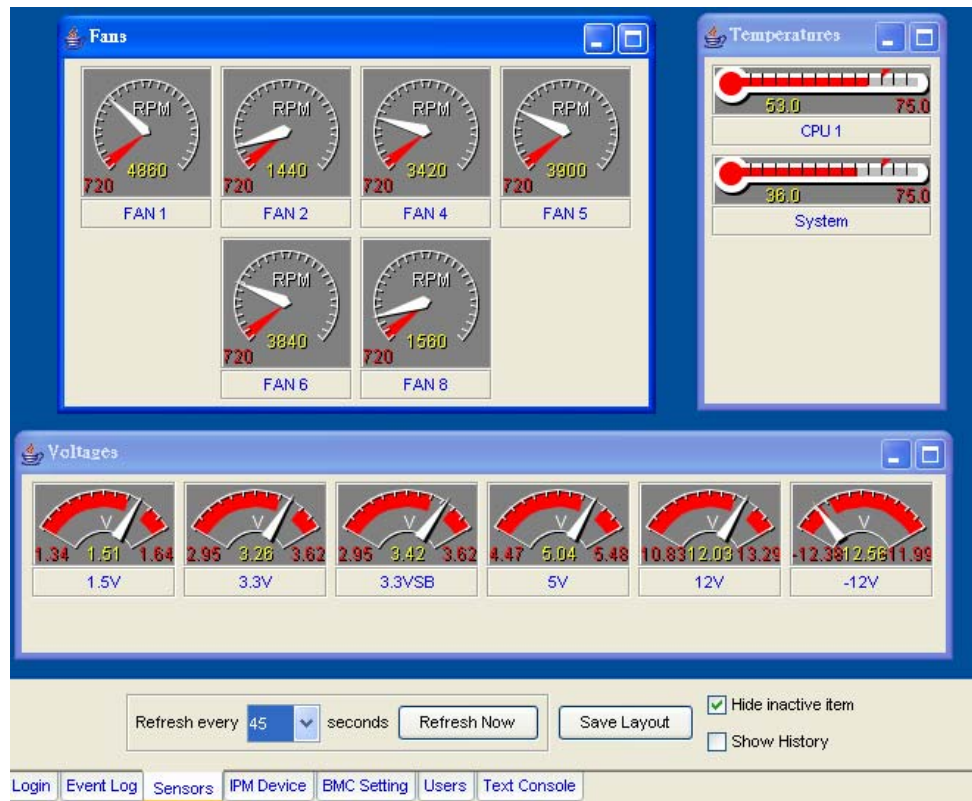 Fans
RPM
4860
720
FAN 1
RPM
1440
720
FAN 2
RPM
3420
720
FAN 4
RPM
3900
720
FAN 5
RPM
3840
720
FAN 6
RPM
1560
720
FAN 8
Temperatures
53.0 75.0
CPU 1
36.0 75.0
System
Voltages
V
1.34 1.51 1.64
1.5V
V
2.95 3.26 3.62
3.3V
V
2.95 3.42 3.62
3.3VSB
V
4.47 5.04 5.48
5V
V
10.83 12.03 13.29
12V
V
-12.38 12.56 11.99
-12V
Refresh every 45 seconds Refresh Now Save Layout
Hide inactive item
Show History
Login Event Log Sensors IPM Device BMC Setting Users Text Console